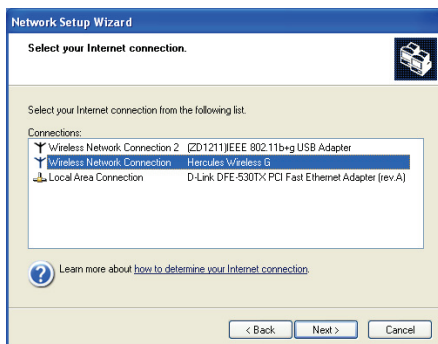 Network Setup Wizard
Select your Internet connection.
Select your Internet connection from the following list.
Connections:
Wireless Network Connection 2 (ZD1211)IEEE 802.11b+g USB Adapter
Wireless Network Connection Hercules Wireless G
Local Area Connection D-Link DFE-530TX PCI Fast Ethernet Adapter (rev.A)
Learn more about how to determine your Internet connection.
< Back Next > Cancel